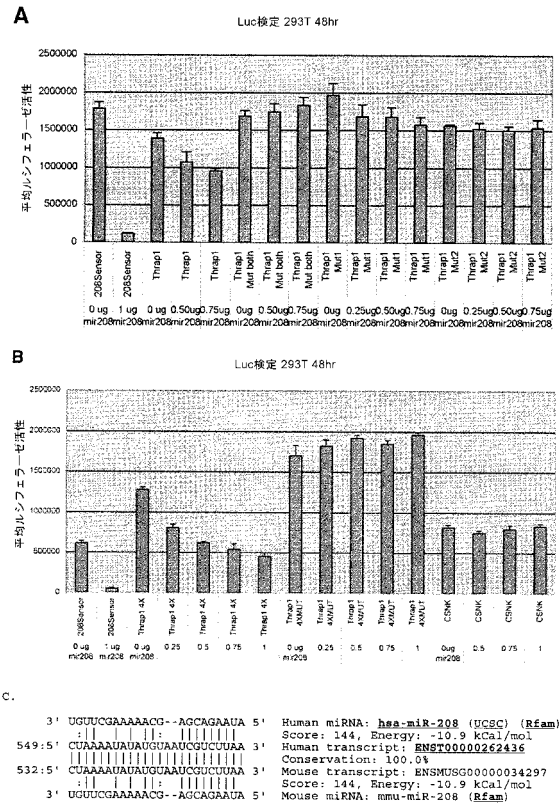 A
Luc検定 293T 48hr
平均ルシフェラーゼ活性
2500000
2000000
1500000
1000000
500000
0
208Sensor 208Sensor Thrap1 Thrap1 Thrap1 Thrap1 Mut both Thrap1 Mut both Thrap1 Mut both Thrap1 Mut1 Thrap1 Mut1 Thrap1 Mut1 Thrap1 Mut1 Thrap1 Mut2 Thrap1 Mut2 Thrap1 Mut2 Thrap1 Mut2
0 ug 1 ug 0 ug 0.50ug 0.75ug 0ug 0.50ug 0.75ug 0ug 0.25ug 0.50ug 0.75ug 0ug 0.25ug 0.50ug 0.75ug
mir208 mir208 mir208 mir208 mir208 mir208 mir208 mir208 mir208 mir208 mir208 mir208 mir208 mir208 mir208 mir208
B
Luc検定 293T 48hr
平均ルシフェラーゼ活性
2500000
2000000
1500000
1000000
500000
0
208Sensor 208Sensor Thrap1 4X Thrap1 4X Thrap1 4X Thrap1 4X Thrap1 4X Thrap1 4XMUT Thrap1 4XMUT Thrap1 4XMUT Thrap1 4XMUT Thrap1 4XMUT CSNK CSNK CSNK CSNK
0 ug 1 ug 0 ug 0.25 0.5 0.75 1 0 ug 0.25 0.5 0.75 1 0ug 0.5 0.75 1
mir208 mir208 mir208 mir208 mir208
C.
3' UGUUCGAAAAACG--AGCAGAAUA 5' Human miRNA: hsa-miR-208 (UCSC) (Rfam)
Score: 144, Energy: -10.9 kCal/mol
549:5' CUAAAAUAUAUGUAAUCGUCUUAA Human transcript: ENST00000262436
Conservation: 100.0%
532:5' CUAAAAUAUAUGUAAUCGUCUUAA Mouse transcript: ENSMUSG00000034297
Score: 144, Energy: -10.9 kCal/mol
3' UGUUCGAAAAACG--AGCAGAAUA 5' Mouse miRNA: mmu-miR-208 (Rfam)